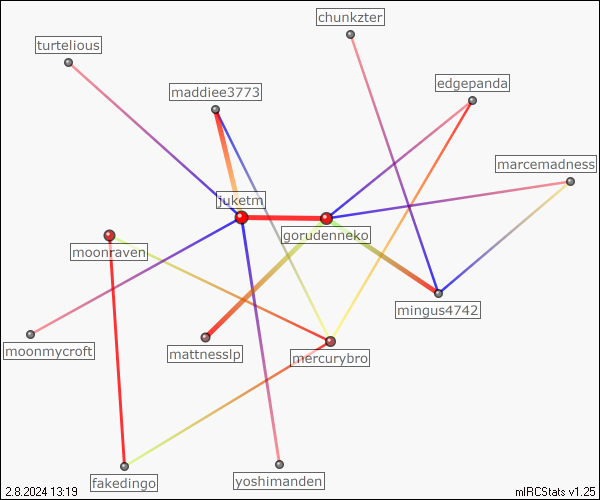 chunkzter
turtelious
edgepanda
maddiee3773
marcemadness
juketm
gorudenneko
moonraven
mingus4742
moonmycroft
mattnesslp
mercurybro
fakedingo
yoshimanden
2.8.2024 13:19
mIRCStats v1.25